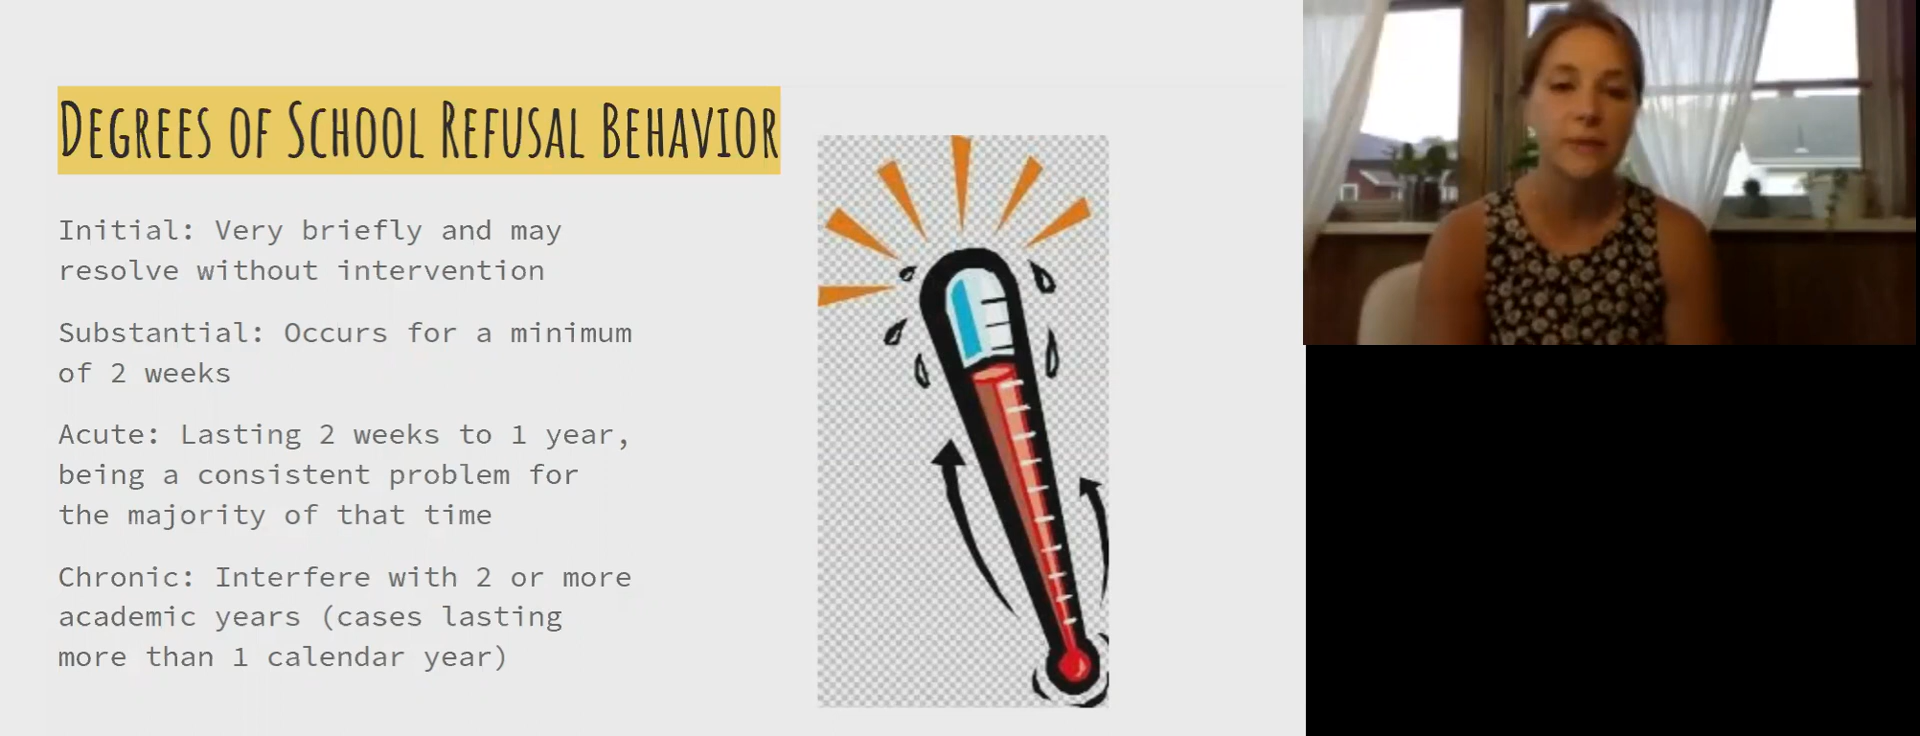 Degrees of School Refusal Behavior
Initial: Very briefly and may
resolve without intervention
Substantial: Occurs for a minimum
of 2 weeks
Acute: Lasting 2 weeks to 1 year,
being a consistent problem for
the majority of that time
Chronic: Interfere with 2 or more
academic years (cases lasting
more than 1 calendar year)